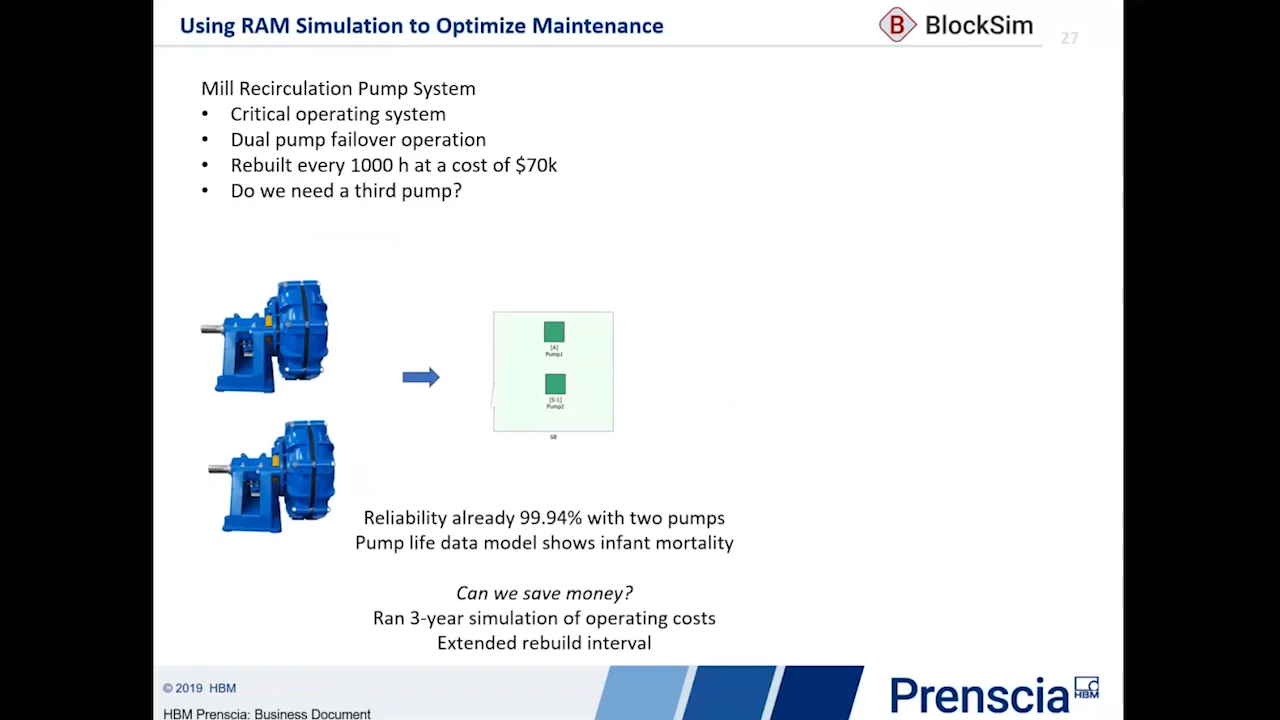 Using RAM Simulation to Optimize Maintenance
B BlockSim
27
Mill Recirculation Pump System
• Critical operating system
• Dual pump failover operation
• Rebuilt every 1000 h at a cost of $70k
• Do we need a third pump?
[A]
Pump1
[S:1]
Pump2
SB
Reliability already 99.94% with two pumps
Pump life data model shows infant mortality
Can we save money?
Ran 3-year simulation of operating costs
Extended rebuild interval
© 2019 HBM
HBM Prenscia: Business Document
Prenscia HBM